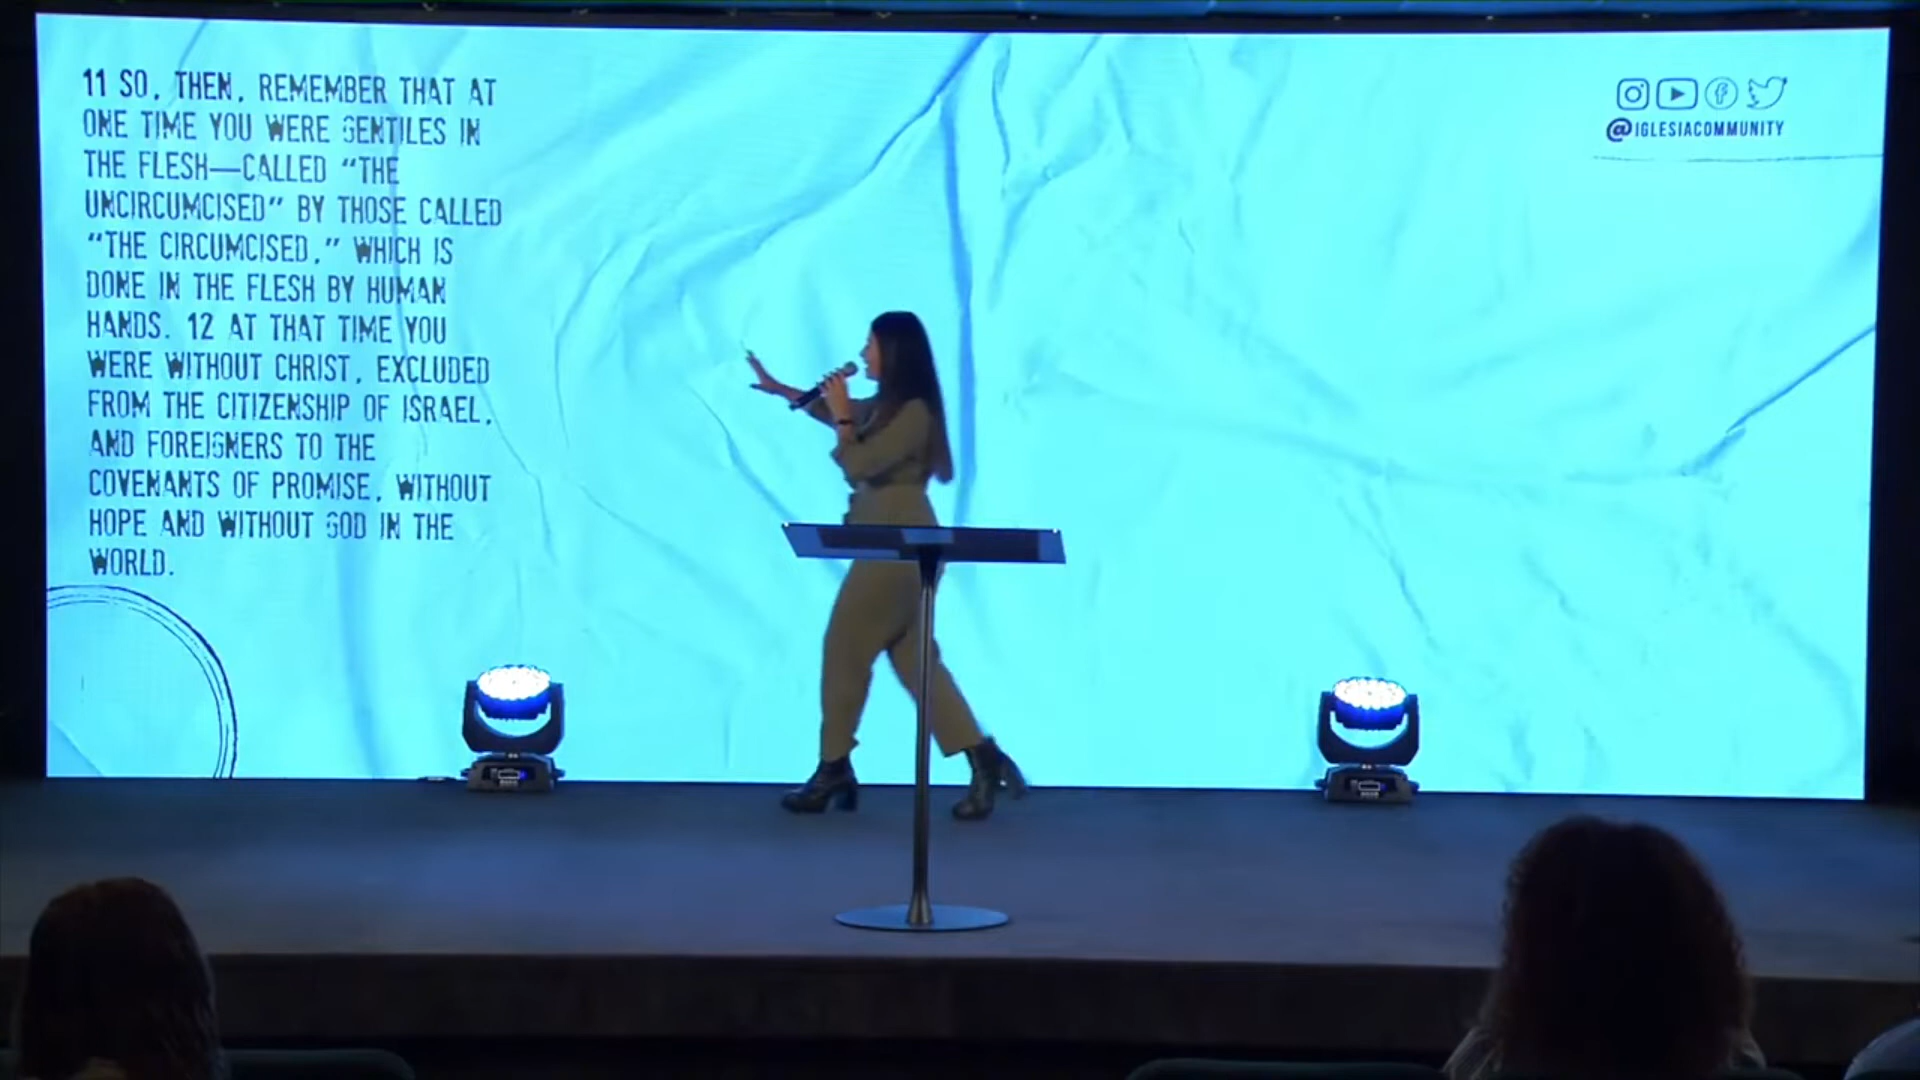 11 SO, THEN, REMEMBER THAT AT
ONE TIME YOU WERE GENTILES IN
THE FLESH—CALLED “THE
UNCIRCUMCISED” BY THOSE CALLED
“THE CIRCUMCISED,” WHICH IS
DONE IN THE FLESH BY HUMAN
HANDS. 12 AT THAT TIME YOU
WERE WITHOUT CHRIST, EXCLUDED
FROM THE CITIZENSHIP OF ISRAEL,
AND FOREIGNERS TO THE
COVENANTS OF PROMISE, WITHOUT
HOPE AND WITHOUT GOD IN THE
WORLD.
@IGLESIACOMMUNITY